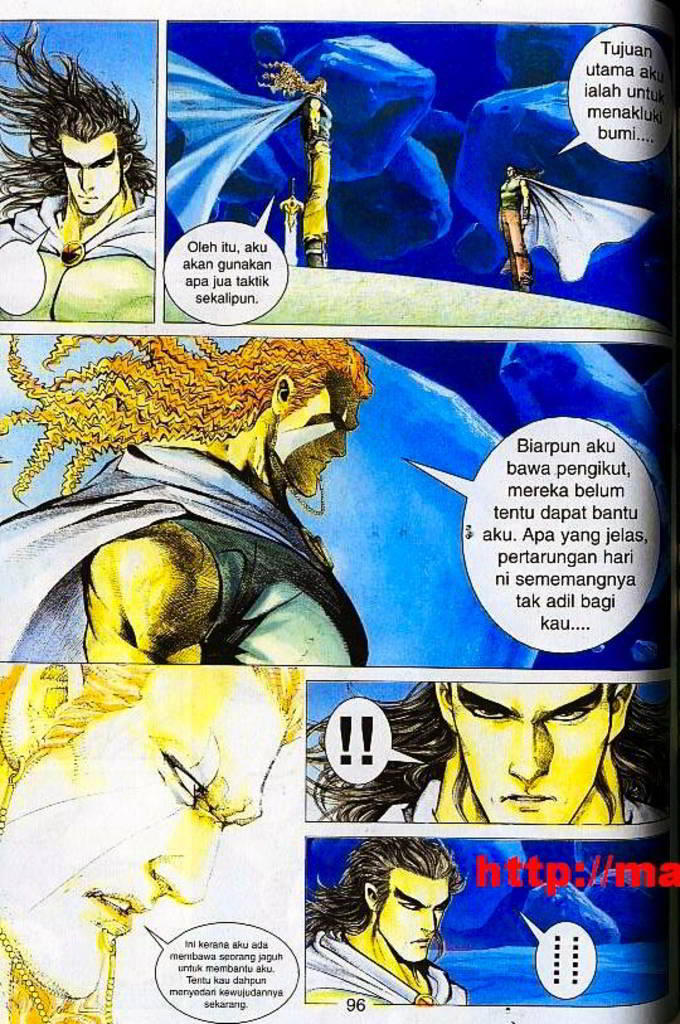 Tujuan
utama aku
ialah untuk
menakluki
bumi....
Oleh itu, aku
akan gunakan
apa jua taktik
sekalipun.
Biarpun aku
bawa pengikut,
mereka belum
tentu dapat bantu
aku. Apa yang jelas,
pertarungan hari
ni sememangnya
tak adil bagi
kau....
!!
Ini kerana aku ada
membawa seorang jaguh
untuk membantu aku.
Tentu kau dahpun
menyedari kewujudannya
sekarang.
96
http://ma